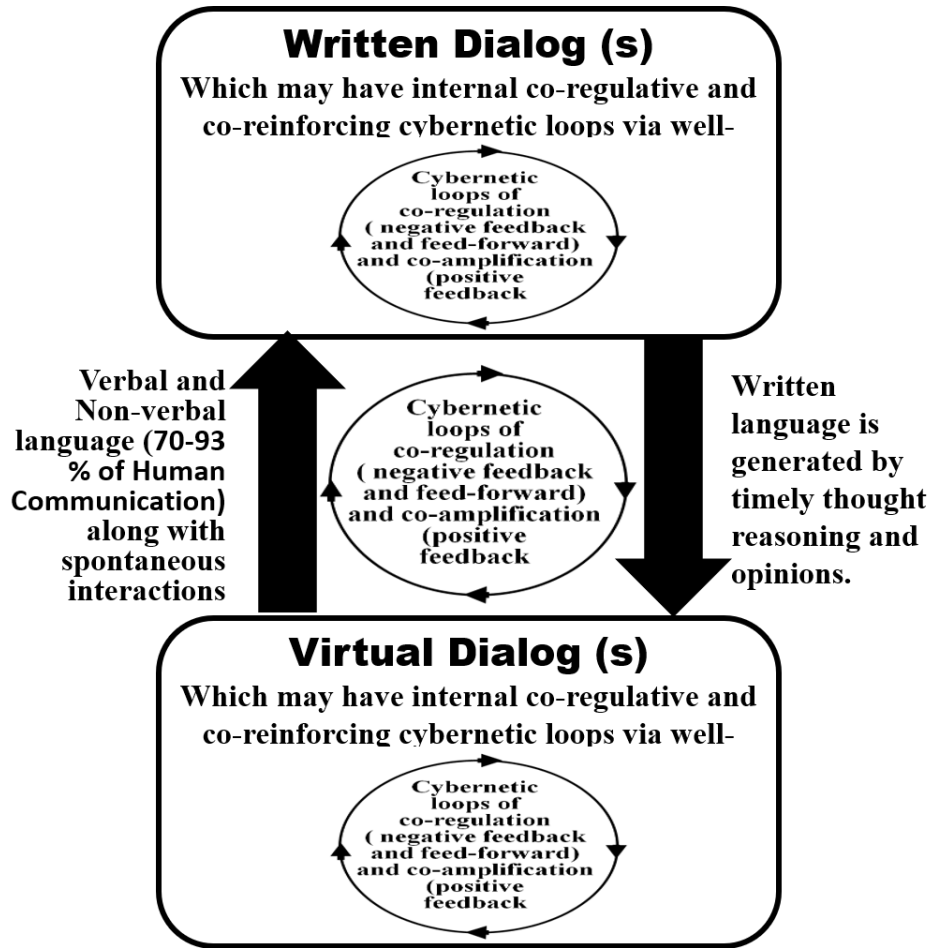 Written Dialog (s)
Which may have internal co-regulative and
co-reinforcing cybernetic loops via well-
Cybernetic
loops of
co-regulation
( negative feedback
and feed-forward)
and co-amplification
(positive
feedback
Verbal and
Non-verbal
language (70-93
% of Human
Communication)
along with
spontaneous
interactions
Cybernetic
loops of
co-regulation
( negative feedback
and feed-forward)
and co-amplification
(positive
feedback
Written
language is
generated by
timely thought
reasoning and
opinions.
Virtual Dialog (s)
Which may have internal co-regulative and
co-reinforcing cybernetic loops via well-
Cybernetic
loops of
co-regulation
( negative feedback
and feed-forward)
and co-amplification
(positive
feedback